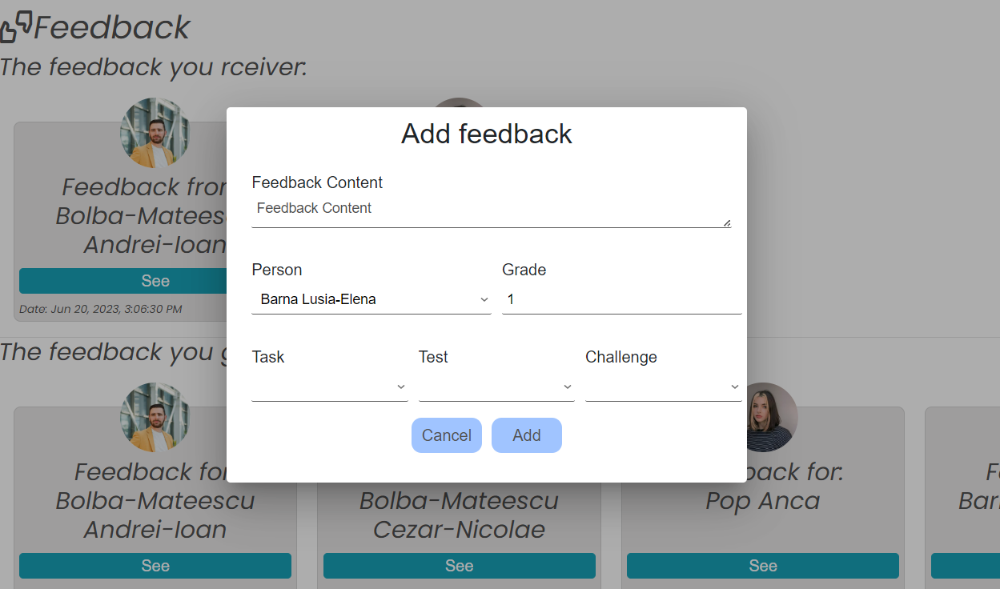 Feedback
The feedback you rceiver:
Feedback from
Bolba-Mateesc
Andrei-Ioan
See
Date: Jun 20, 2023, 3:06:30 PM
Add feedback
Feedback Content
Feedback Content
Person
Grade
Barna Lusia-Elena
1
Task
Test
Challenge
Cancel
Add
The feedback you g
Feedback for
Bolba-Mateescu
Andrei-Ioan
See
Bolba-Mateescu
Cezar-Nicolae
See
back for:
Pop Anca
See